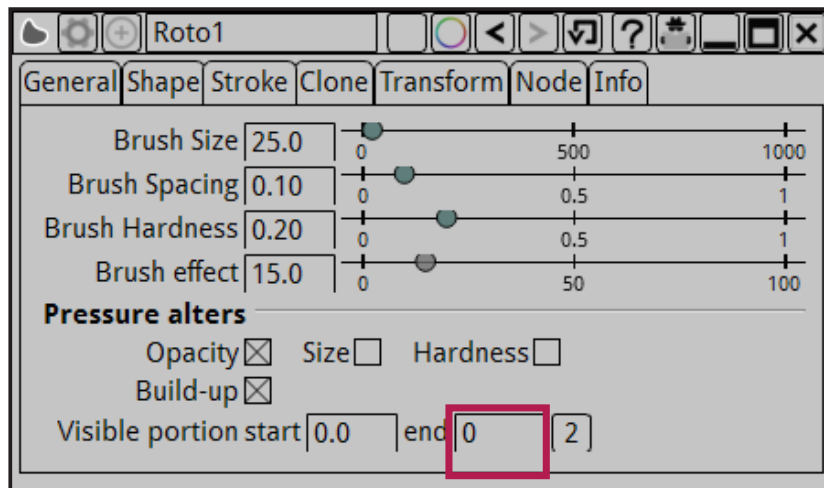 Roto1 ?
General Shape Stroke Clone Transform Node Info
Brush Size 25.0
0 500 1000
Brush Spacing 0.10
0 0.5 1
Brush Hardness 0.20
0 0.5 1
Brush effect 15.0
0 50 100
Pressure alters
Opacity Size Hardness
Build-up
Visible portion start 0.0 end 0 2